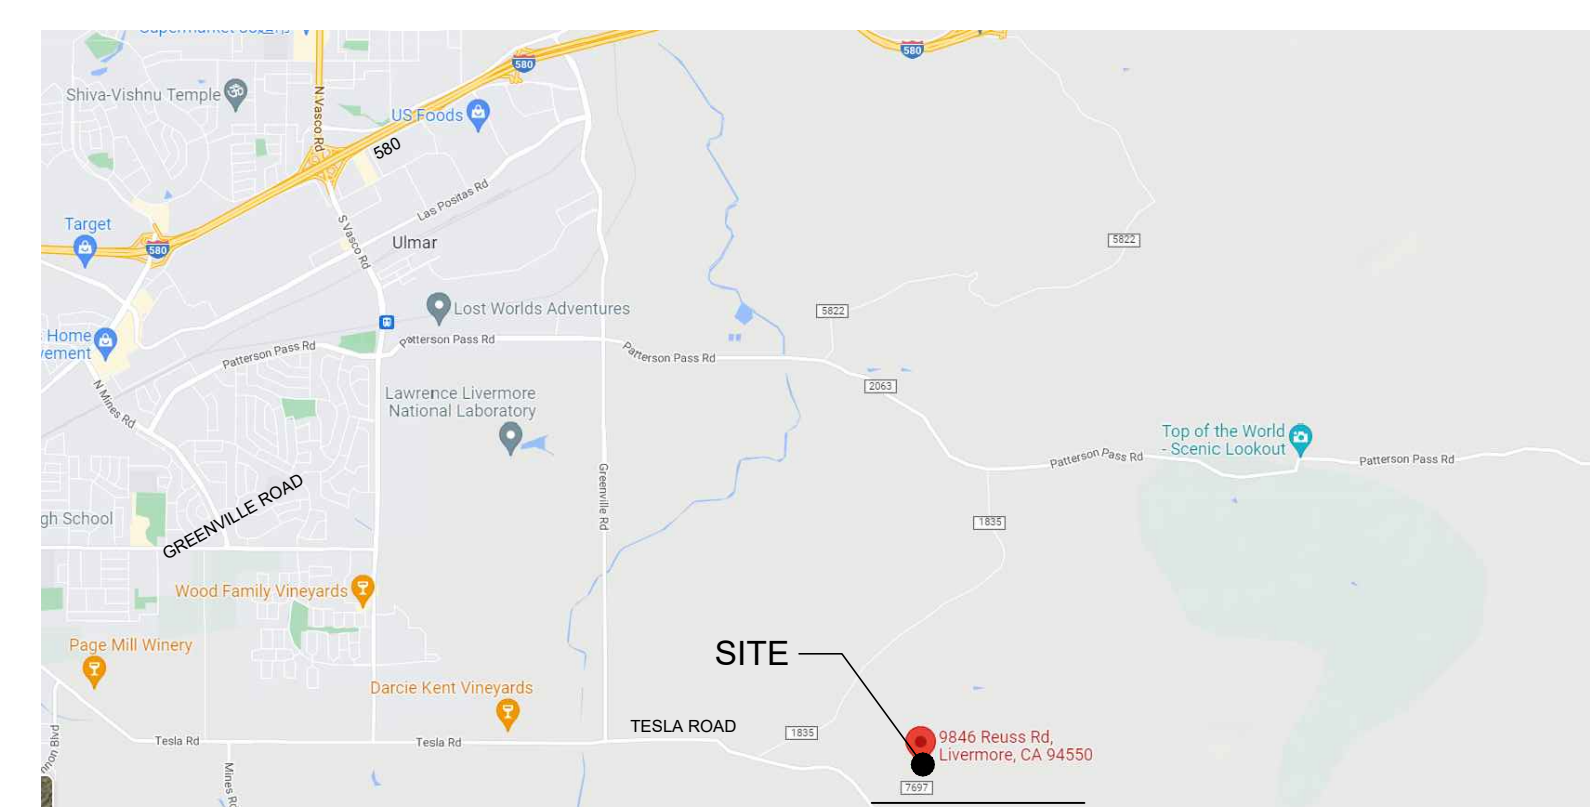 580
580
N Vasco Rd
Shiva-Vishnu Temple
US Foods
580
Las Positas Rd
Target
580
S Vasco Rd
Ulmar
5822
Lost Worlds Adventures
5822
Home
Patterson Pass Rd
Patterson Pass Rd
Patterson Pass Rd
N Mines Rd
2063
Lawrence Livermore
National Laboratory
Top of the World
- Scenic Lookout
Patterson Pass Rd
Patterson Pass Rd
Greenville Rd
GREENVILLE ROAD
gh School
1835
Wood Family Vineyards
Page Mill Winery
SITE
Darcie Kent Vineyards
TESLA ROAD
1835
Tesla Rd
Tesla Rd
9846 Reuss Rd,
Livermore, CA 94550
Mines Rd
7697